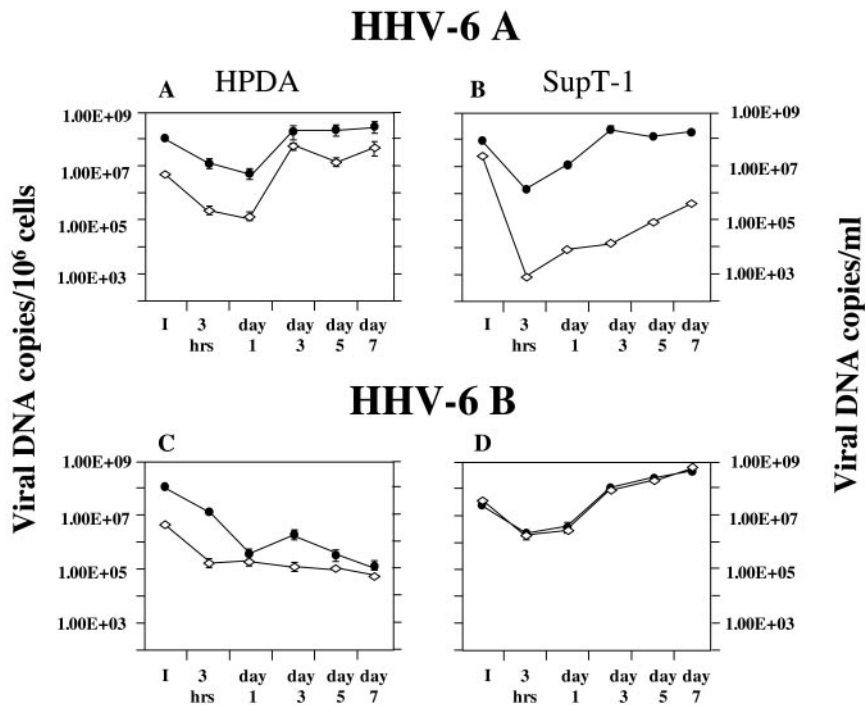 HHV-6 A
A HPDA
B SupT-1
1.00E+09
1.00E+07
1.00E+05
1.00E+03
1.00E+09
1.00E+07
1.00E+05
1.00E+03
I 3 day day day day
hrs 1 3 5 7
I 3 day day day day
hrs 1 3 5 7
Viral DNA copies/10⁶ cells
Viral DNA copies/ml
HHV-6 B
C
D
1.00E+09
1.00E+07
1.00E+05
1.00E+03
1.00E+09
1.00E+07
1.00E+05
1.00E+03
I 3 day day day day
hrs 1 3 5 7
I 3 day day day day
hrs 1 3 5 7